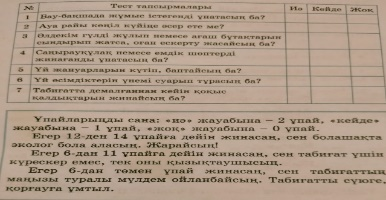 № Тест тапсырмалары Иә Кейде Жоқ
1 Бау-бақшада жұмыс істегенді ұнатасың ба?
2 Ауа райы көңіл күйіңе әсер ете ме?
3 Әлдекім гүлді жұлып немесе ағаш бұтақтарын
сындырып жатса, оған ескерту жасайсың ба?
4 Саңырауқұлақ немесе емдік шөптерді
жинағанды ұнатасың ба?
5 Үй жануарларын күтіп, баптайсың ба?
6 Үй өсімдіктерін үнемі суарып тұрасың ба?
7 Табиғатта демалғаннан кейін қоқыс
қалдықтарын жинайсың ба?
Ұпайларыңды сана: «иә» жауабына – 2 ұпай, «кейде»
жауабына – 1 ұпай, «жоқ» жауабына – 0 ұпай.
Егер 12-ден 14 ұпайға дейін жинасаң, сен болашақта
эколог бола аласың. Жарайсың!
Егер 6-дан 11 ұпайға дейін жинасаң, сен табиғат үшін
күрескер емес, тек оны қызықтаушысың.
Егер 6-дан төмен ұпай жинасаң, сен табиғаттың
маңызы туралы мүлдем ойланбайсың. Табиғатты сүюге,
қорғауға ұмтыл.